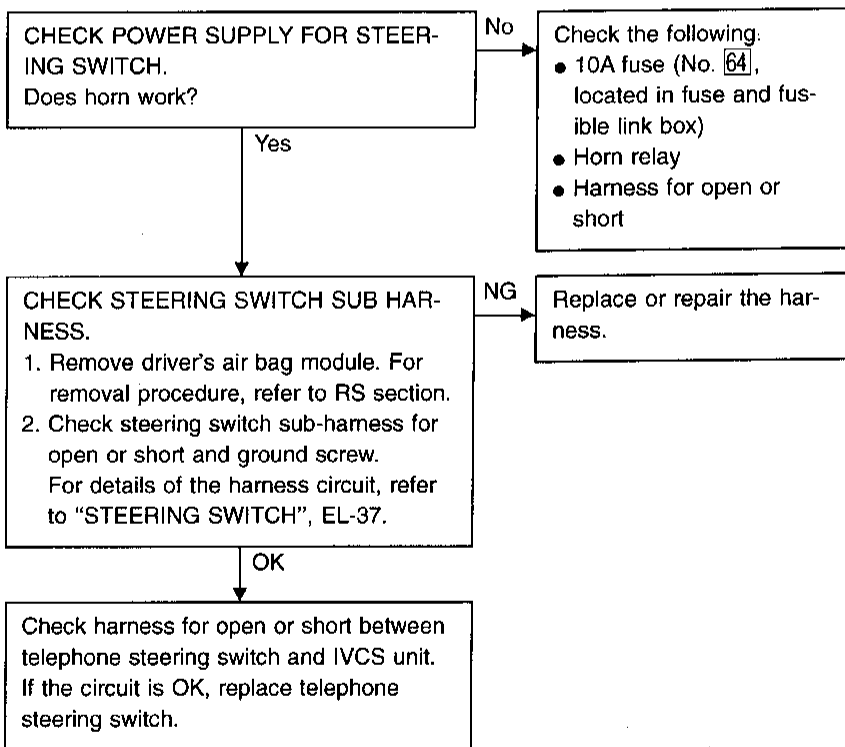 CHECK POWER SUPPLY FOR STEER-
ING SWITCH.
Does horn work?
No
Check the following:
● 10A fuse (No. 64,
located in fuse and fus-
ible link box)
● Horn relay
● Harness for open or
short
Yes
CHECK STEERING SWITCH SUB HAR-
NESS.
1. Remove driver's air bag module. For
removal procedure, refer to RS section.
2. Check steering switch sub-harness for
open or short and ground screw.
For details of the harness circuit, refer
to "STEERING SWITCH", EL-37.
NG
Replace or repair the har-
ness.
OK
Check harness for open or short between
telephone steering switch and IVCS unit.
If the circuit is OK, replace telephone
steering switch.